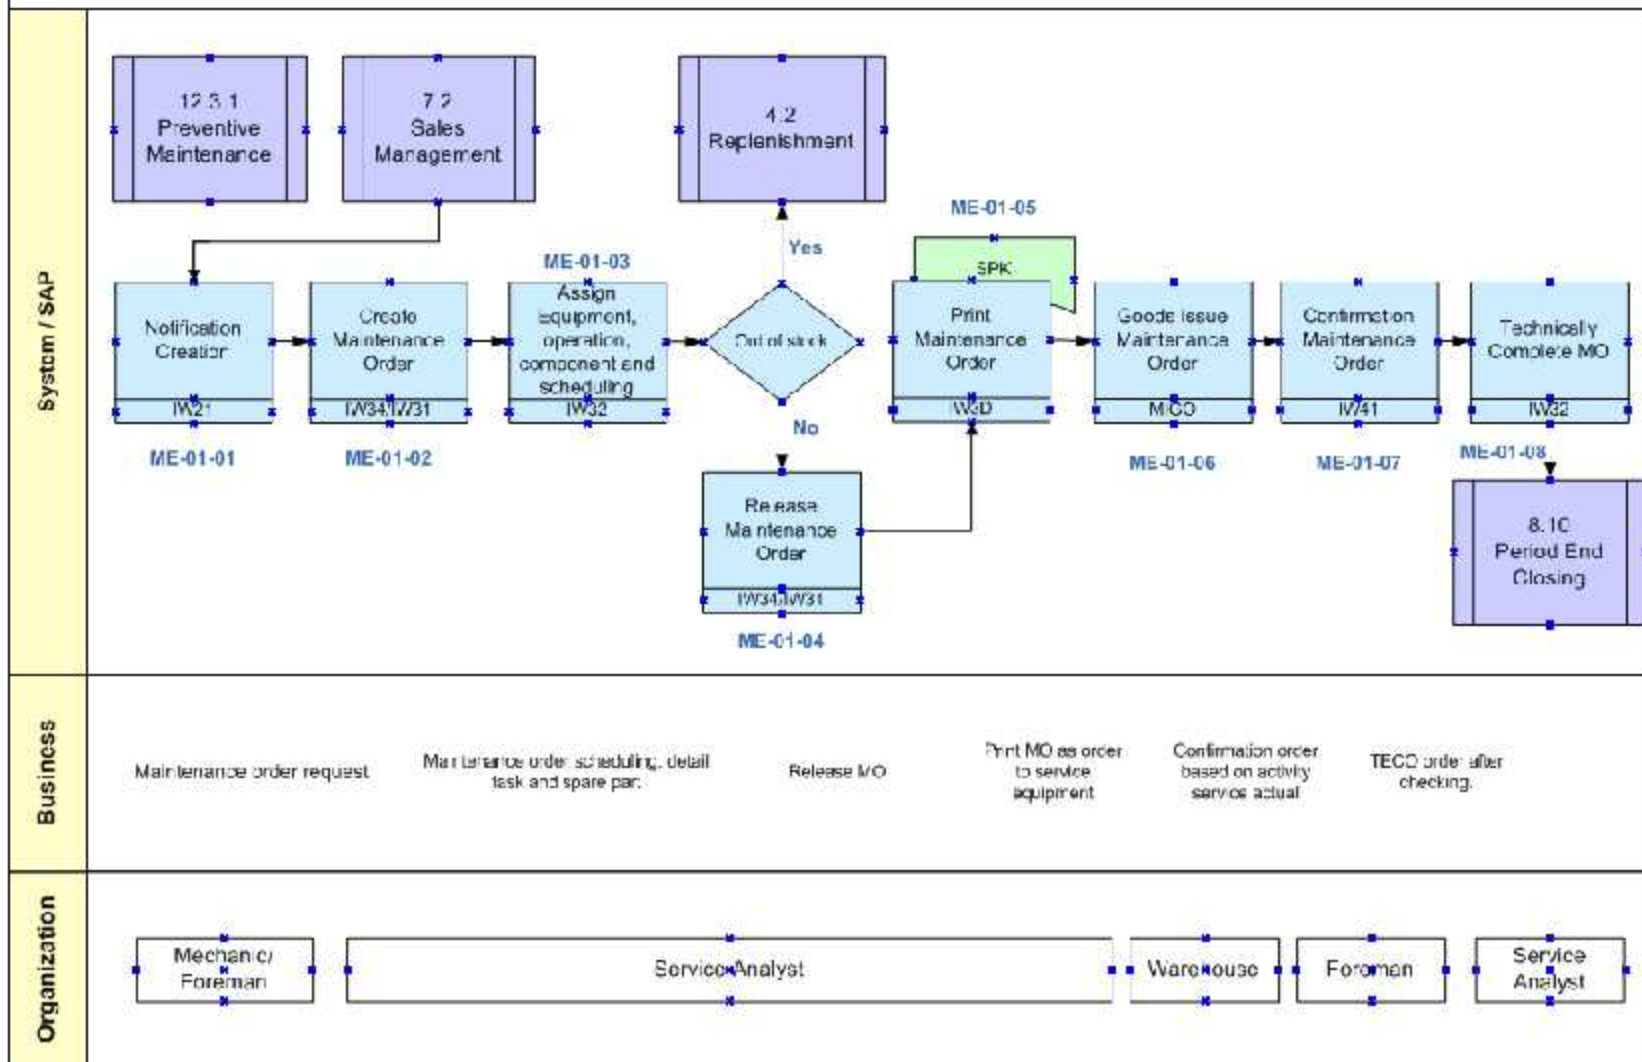 System / SAP
12.3.1
Preventive
Maintenance
7.2
Sales
Management
4.2
Replenishment
ME-01-05
SPK
Yes
ME-01-03
Notification
Creation
IW21
ME-01-01
Create
Maintenance
Order
IW34/IW31
ME-01-02
Assign
Equipment,
operation,
component and
scheduling
IW32
Out of stock
No
Release
Maintenance
Order
IW34/IW31
ME-01-04
Print
Maintenance
Order
IW3D
Goods Issue
Maintenance
Order
MIGO
ME-01-06
Confirmation
Maintenance
Order
IW41
ME-01-07
Technically
Complete MO
IW32
ME-01-08
8.10
Period End
Closing
Business
Maintenance order request
Maintenance order scheduling, detail
task and spare part.
Release MO
Print MO as order
to service
equipment
Confirmation order
based on activity
service actual
TECO order after
checking.
Organization
Mechanic/
Foreman
Service Analyst
Warehouse
Foreman
Service
Analyst